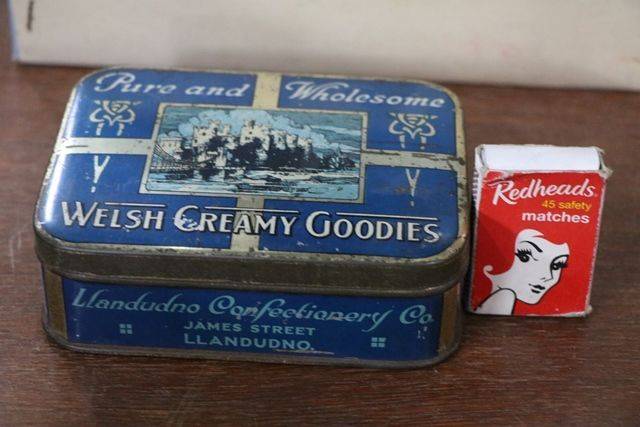 Pure and Wholesome
WELSH CREAMY GOODIES
Llandudno Confectionery Co.
JAMES STREET
LLANDUDNO.
Redheads
45 safety
matches